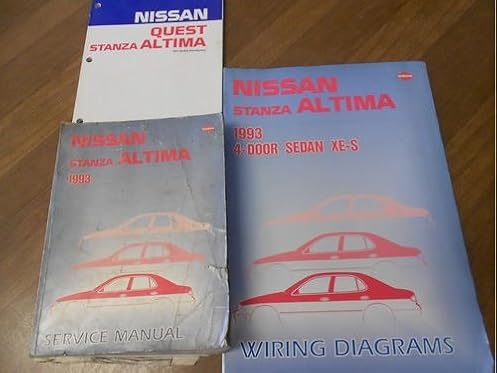 NISSAN
QUEST
STANZA ALTIMA
NISSAN
STANZA ALTIMA
1993
4-DOOR SEDAN XE-S
WIRING DIAGRAMS
NISSAN
STANZA ALTIMA
1993
SERVICE MANUAL